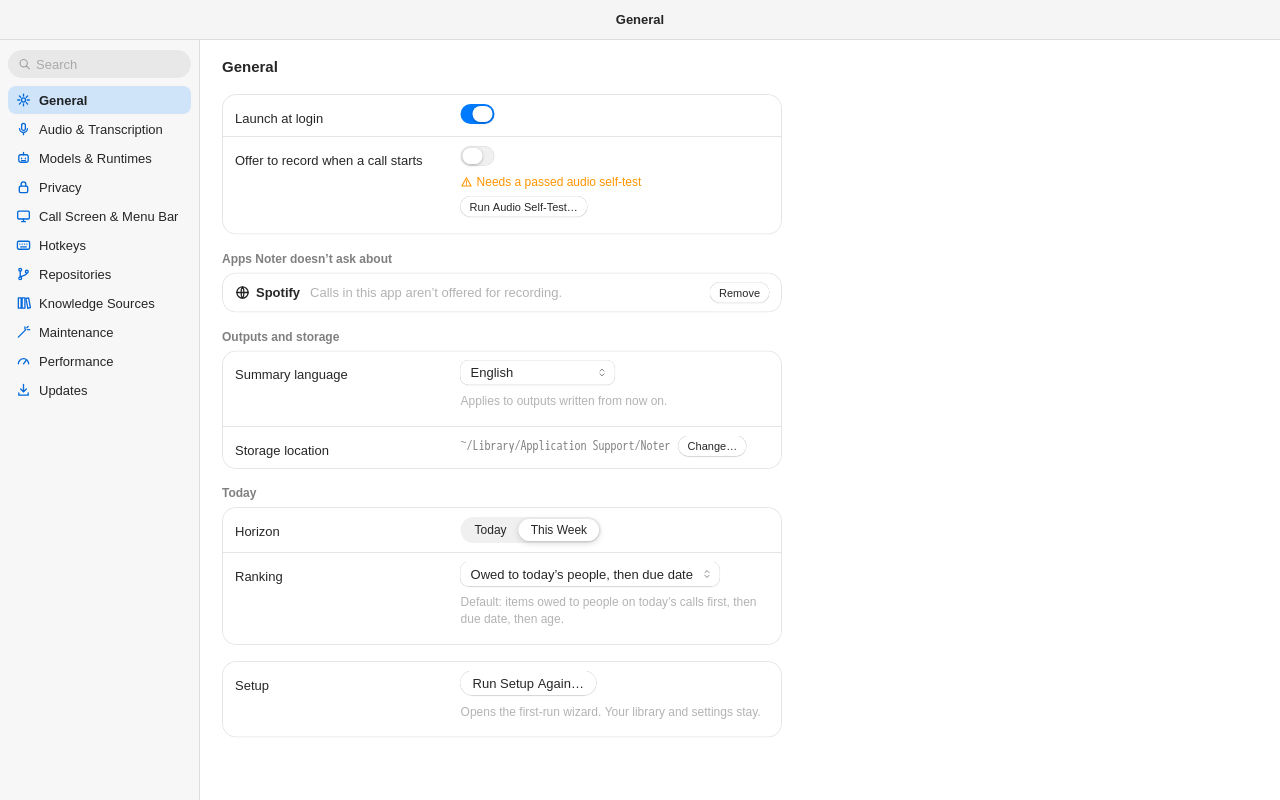 General
Search
General
Audio & Transcription
Models & Runtimes
Privacy
Call Screen & Menu Bar
Hotkeys
Repositories
Knowledge Sources
Maintenance
Performance
Updates
General
Launch at login
Offer to record when a call starts
Needs a passed audio self-test
Run Audio Self-Test…
Apps Noter doesn’t ask about
Spotify Calls in this app aren’t offered for recording. Remove
Outputs and storage
Summary language English
Applies to outputs written from now on.
Storage location ~/Library/Application Support/Noter Change…
Today
Horizon Today This Week
Ranking Owed to today’s people, then due date
Default: items owed to people on today’s calls first, then
due date, then age.
Setup Run Setup Again…
Opens the first-run wizard. Your library and settings stay.